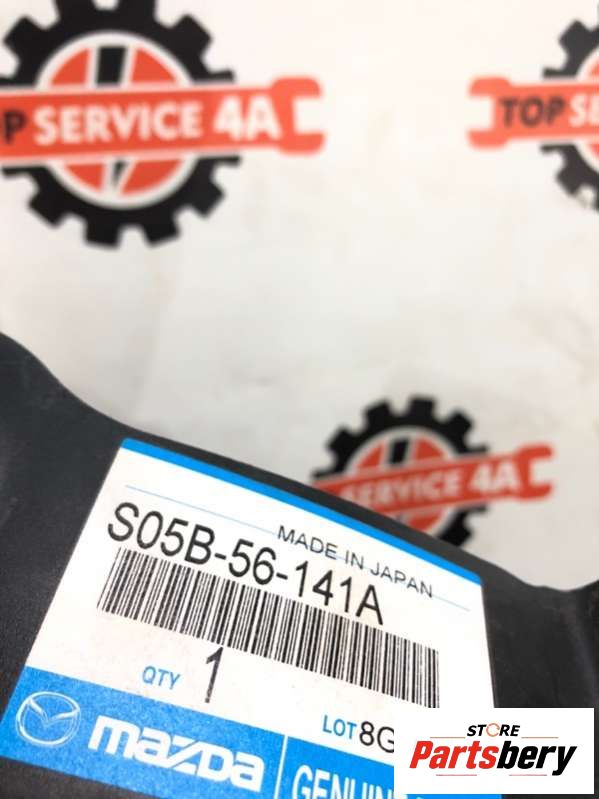 TOP SERVICE 4A
TOP SE
SERVICE 4A
MADE IN JAPAN
S05B-56-141A
QTY 1
LOT 8G
mazda
STORE
Partsbery